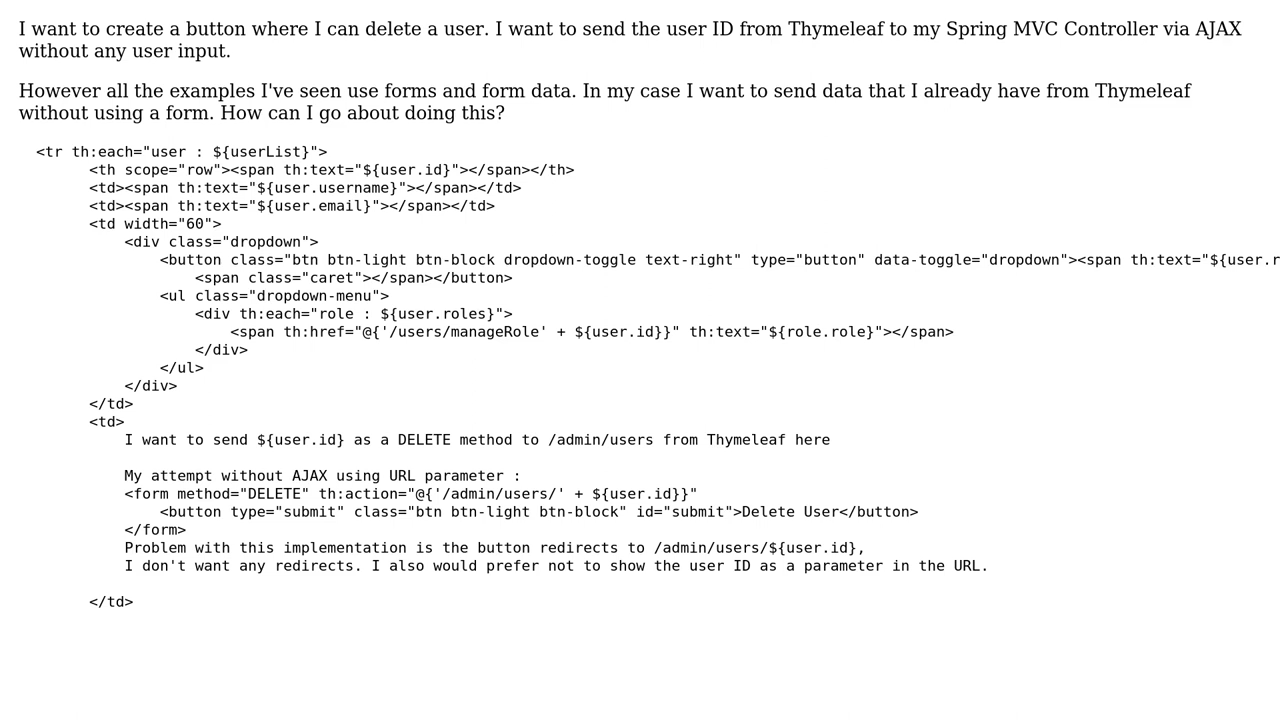 I want to create a button where I can delete a user. I want to send the user ID from Thymeleaf to my Spring MVC Controller via AJAX
without any user input.
However all the examples I've seen use forms and form data. In my case I want to send data that I already have from Thymeleaf
without using a form. How can I go about doing this?
<tr th:each="user : ${userList}">
<th scope="row"><span th:text="${user.id}"></span></th>
<td><span th:text="${user.username}"></span></td>
<td><span th:text="${user.email}"></span></td>
<td width="60">
<div class="dropdown">
<button class="btn btn-light btn-block dropdown-toggle text-right" type="button" data-toggle="dropdown"><span th:text="${user.r
<span class="caret"></span></button>
<ul class="dropdown-menu">
<div th:each="role : ${user.roles}">
<span th:href="@{'/users/manageRole' + ${user.id}}" th:text="${role.role}"></span>
</div>
</ul>
</div>
</td>
<td>
I want to send ${user.id} as a DELETE method to /admin/users from Thymeleaf here
My attempt without AJAX using URL parameter :
<form method="DELETE" th:action="@{'/admin/users/' + ${user.id}}"
<button type="submit" class="btn btn-light btn-block" id="submit">Delete User</button>
</form>
Problem with this implementation is the button redirects to /admin/users/${user.id},
I don't want any redirects. I also would prefer not to show the user ID as a parameter in the URL.
</td>